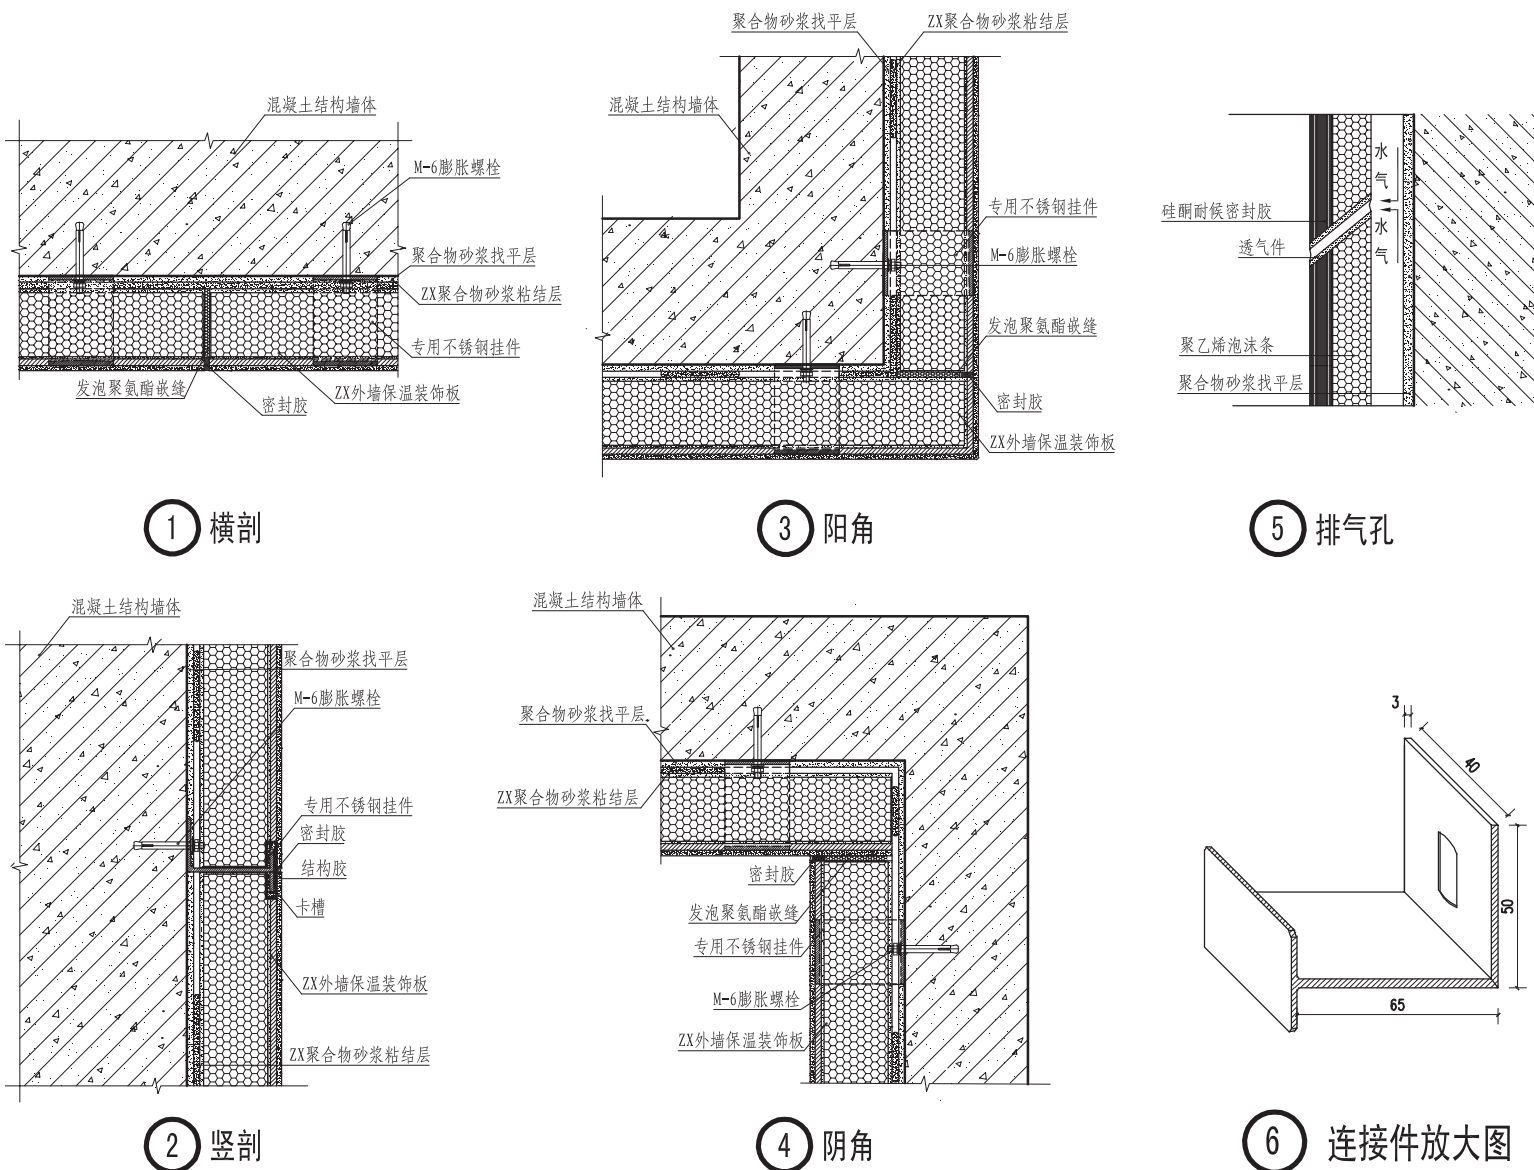 混凝土结构墙体
M-6膨胀螺栓
聚合物砂浆找平层
ZX聚合物砂浆粘结层
专用不锈钢挂件
发泡聚氨酯嵌缝
ZX外墙保温装饰板
密封胶
1 横剖
聚合物砂浆找平层
ZX聚合物砂浆粘结层
混凝土结构墙体
专用不锈钢挂件
M-6膨胀螺栓
发泡聚氨酯嵌缝
密封胶
ZX外墙保温装饰板
3 阳角
水气
水气
硅酮耐候密封胶
透气件
聚乙烯泡沫条
聚合物砂浆找平层
5 排气孔
混凝土结构墙体
聚合物砂浆找平层
M-6膨胀螺栓
专用不锈钢挂件
密封胶
结构胶
卡槽
ZX外墙保温装饰板
ZX聚合物砂浆粘结层
2 竖剖
混凝土结构墙体
聚合物砂浆找平层
ZX聚合物砂浆粘结层
密封胶
发泡聚氨酯嵌缝
专用不锈钢挂件
M-6膨胀螺栓
ZX外墙保温装饰板
4 阴角
3
40
50
65
6 连接件放大图